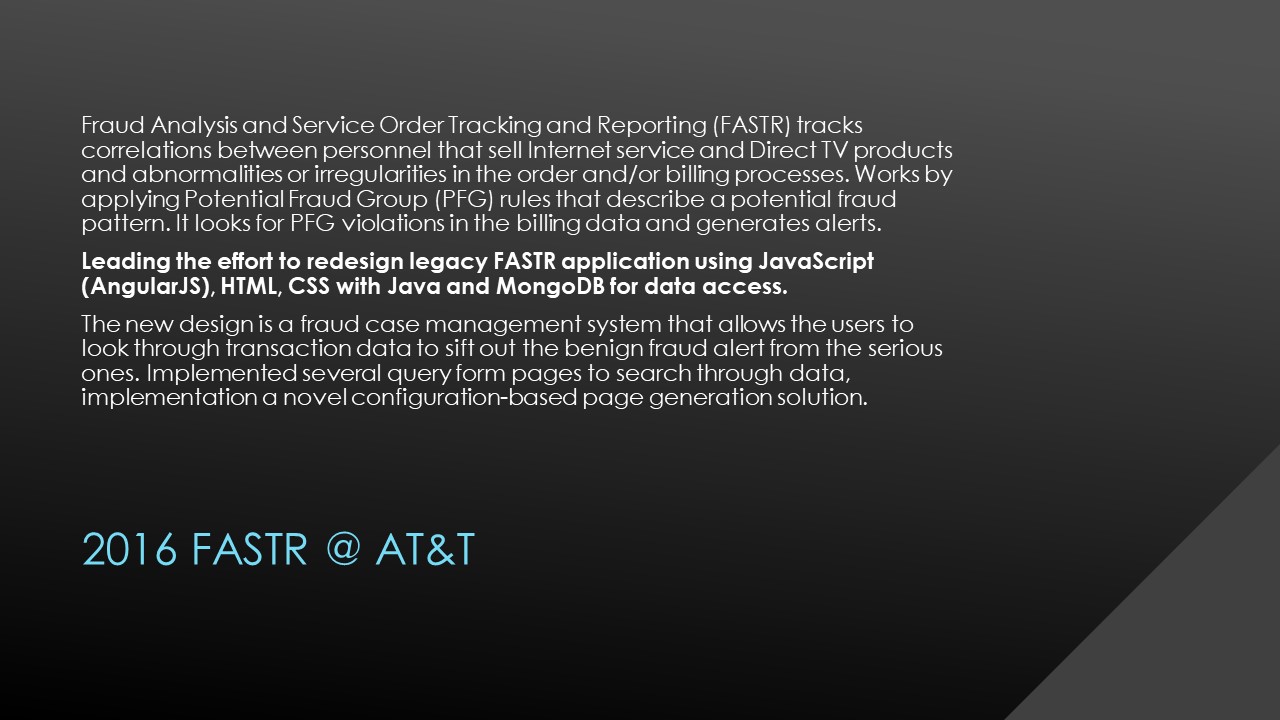 Fraud Analysis and Service Order Tracking and Reporting (FASTR) tracks
correlations between personnel that sell Internet service and Direct TV products
and abnormalities or irregularities in the order and/or billing processes. Works by
applying Potential Fraud Group (PFG) rules that describe a potential fraud
pattern. It looks for PFG violations in the billing data and generates alerts.
Leading the effort to redesign legacy FASTR application using JavaScript
(AngularJS), HTML, CSS with Java and MongoDB for data access.
The new design is a fraud case management system that allows the users to
look through transaction data to sift out the benign fraud alert from the serious
ones. Implemented several query form pages to search through data,
implementation a novel configuration-based page generation solution.
2016 FASTR @ AT&T